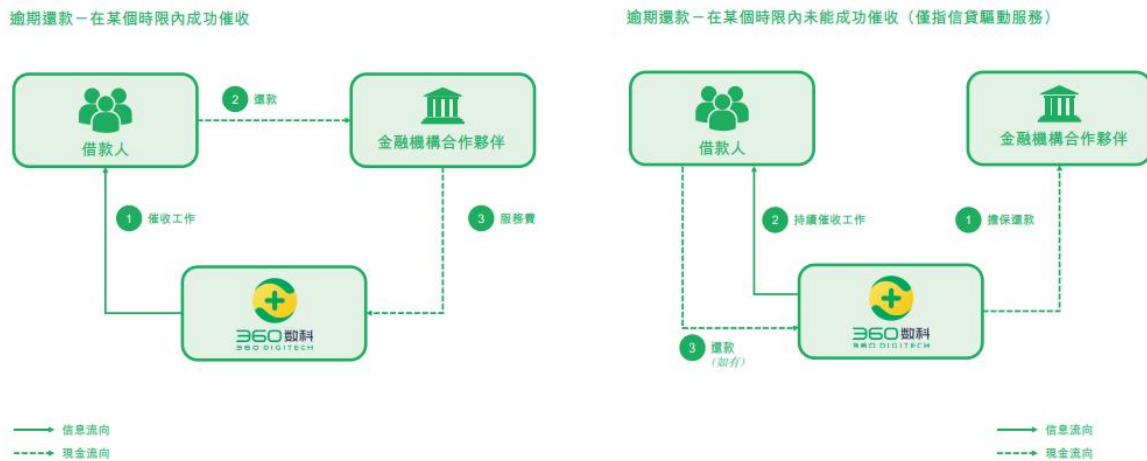 逾期還款－在某個時限內成功催收
借款人
2 還款
金融機構合作夥伴
1 催收工作
3 服務費
360数科
360 DIGITECH
信息流向
現金流向
逾期還款－在某個時限內未能成功催收（僅指信貸驅動服務）
借款人
金融機構合作夥伴
2 持續催收工作
1 擔保還款
360数科
360 DIGITECH
3 還款
(如有)
信息流向
現金流向